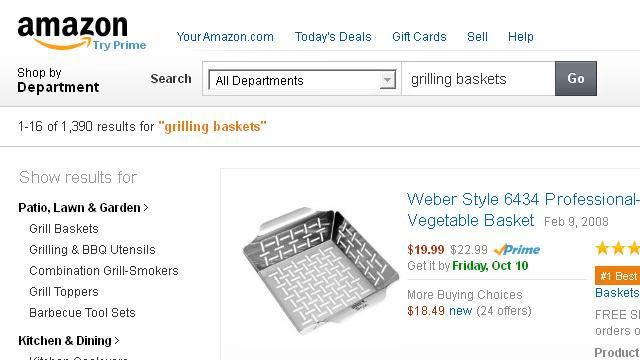 amazon
Try Prime
Your Amazon.com Today's Deals Gift Cards Sell Help
Shop by
Department
Search All Departments grilling baskets Go
1-16 of 1,390 results for "grilling baskets"
Show results for
Patio, Lawn & Garden >
Grill Baskets
Grilling & BBQ Utensils
Combination Grill-Smokers
Grill Toppers
Barbecue Tool Sets
Kitchen & Dining >
Weber Style 6434 Professional-
Vegetable Basket Feb 9, 2008
$19.99 $22.99 Prime
Get it by Friday, Oct 10
More Buying Choices
$18.49 new (24 offers)
#1 Best
Baskets
FREE S
orders o
Product